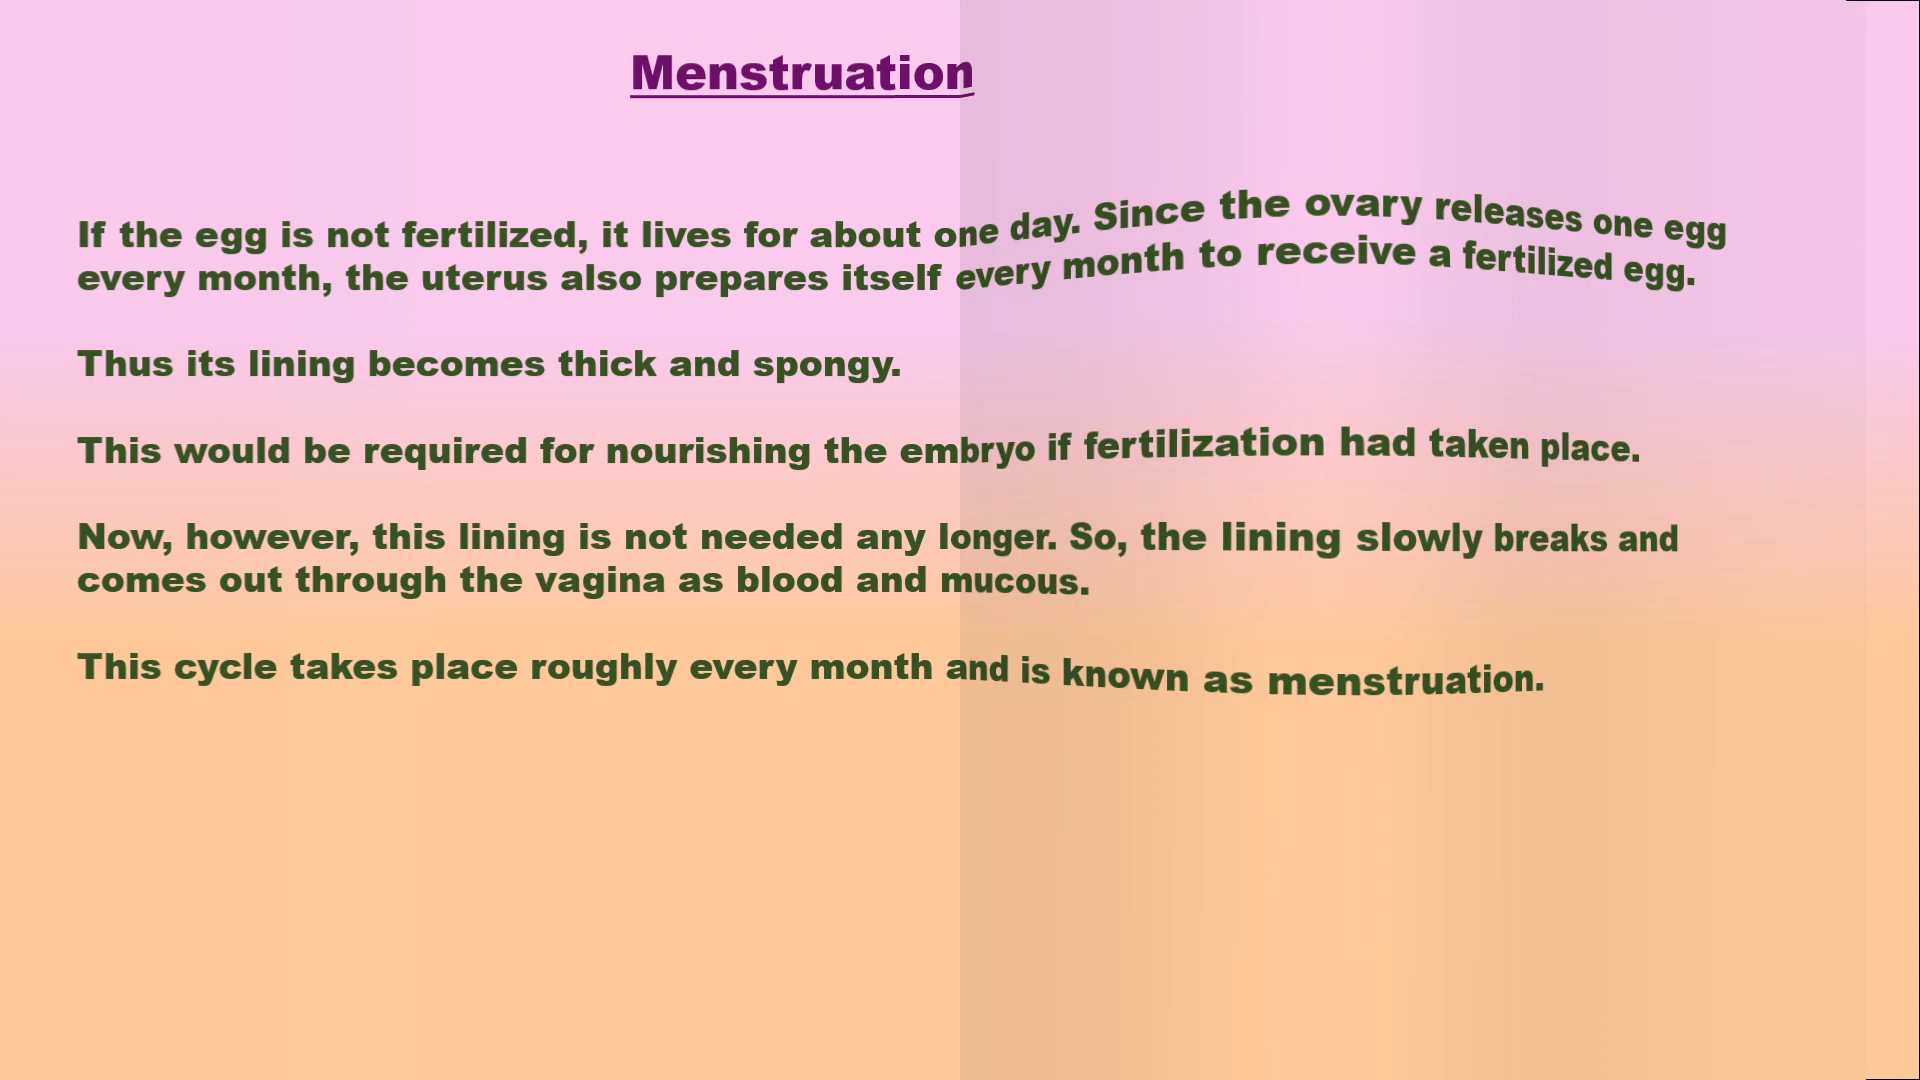 Menstruation
If the egg is not fertilized, it lives for about one day. Since the ovary releases one egg
every month, the uterus also prepares itself every month to receive a fertilized egg.
Thus its lining becomes thick and spongy.
This would be required for nourishing the embryo if fertilization had taken place.
Now, however, this lining is not needed any longer. So, the lining slowly breaks and
comes out through the vagina as blood and mucous.
This cycle takes place roughly every month and is known as menstruation.